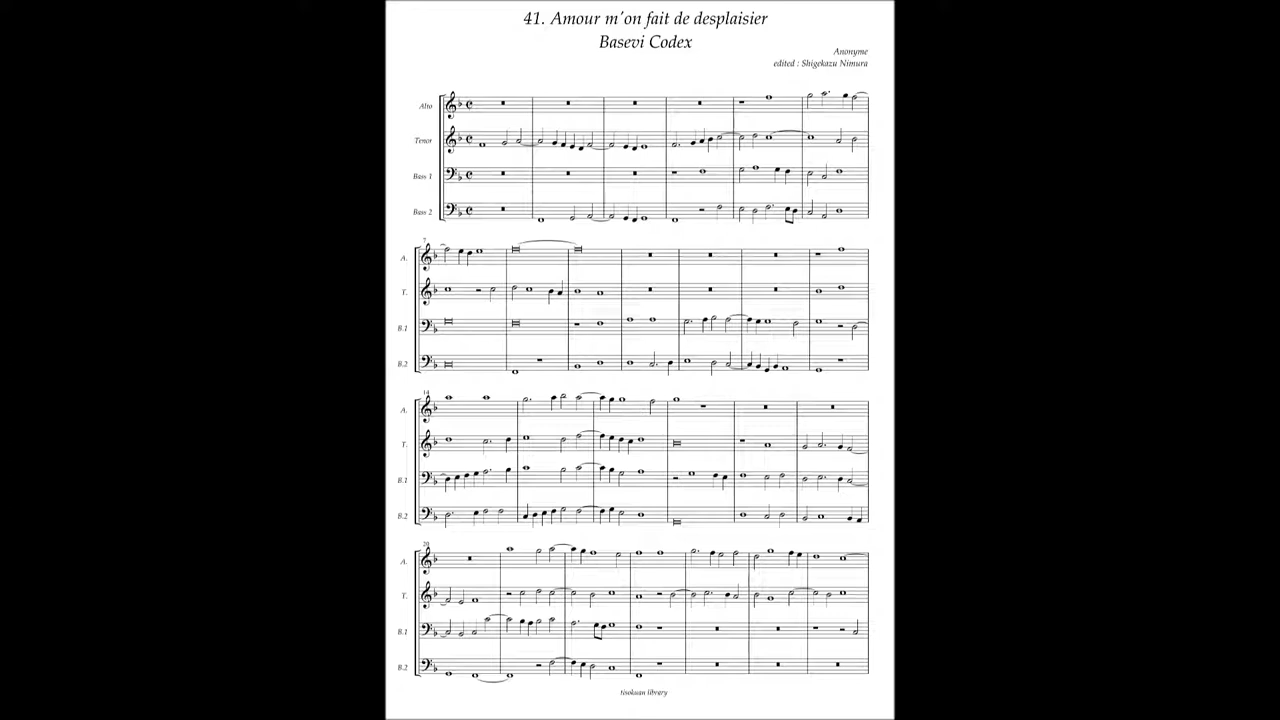 41. Amour m'on fait de desplaisier
Basevi Codex
Anonyme
edited : Shigekazu Nimura
Alto
Tenor
Bass 1
Bass 2
7
A.
T.
B.1
B.2
14
A.
T.
B.1
B.2
20
A.
T.
B.1
B.2
tisokuan library